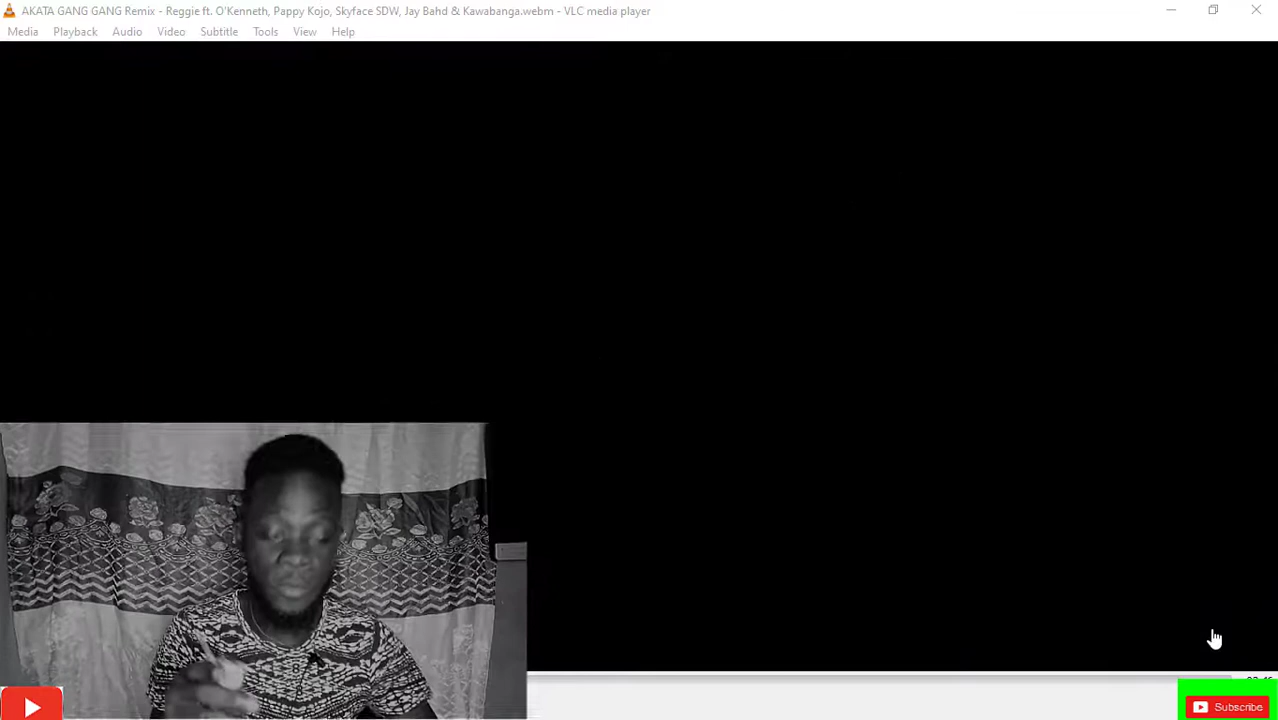 AKATA GANG GANG Remix - Reggie ft. O'Kenneth, Pappy Kojo, Skyface SDW, Jay Bahd & Kawabanga.webm - VLC media player
Media Playback Audio Video Subtitle Tools View Help
Subscribe